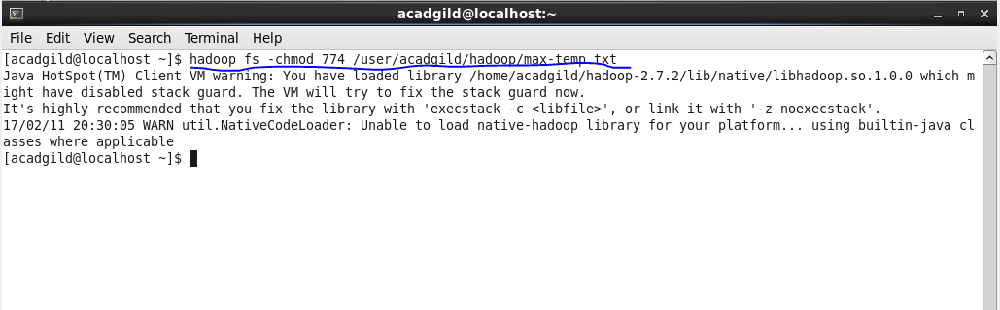 acadgild@localhost:~
File Edit View Search Terminal Help
[acadgild@localhost ~]$ hadoop fs -chmod 774 /user/acadgild/hadoop/max-temp.txt
Java HotSpot(TM) Client VM warning: You have loaded library /home/acadgild/hadoop-2.7.2/lib/native/libhadoop.so.1.0.0 which m
ight have disabled stack guard. The VM will try to fix the stack guard now.
It's highly recommended that you fix the library with 'execstack -c <libfile>', or link it with '-z noexecstack'.
17/02/11 20:30:05 WARN util.NativeCodeLoader: Unable to load native-hadoop library for your platform... using builtin-java cl
asses where applicable
[acadgild@localhost ~]$